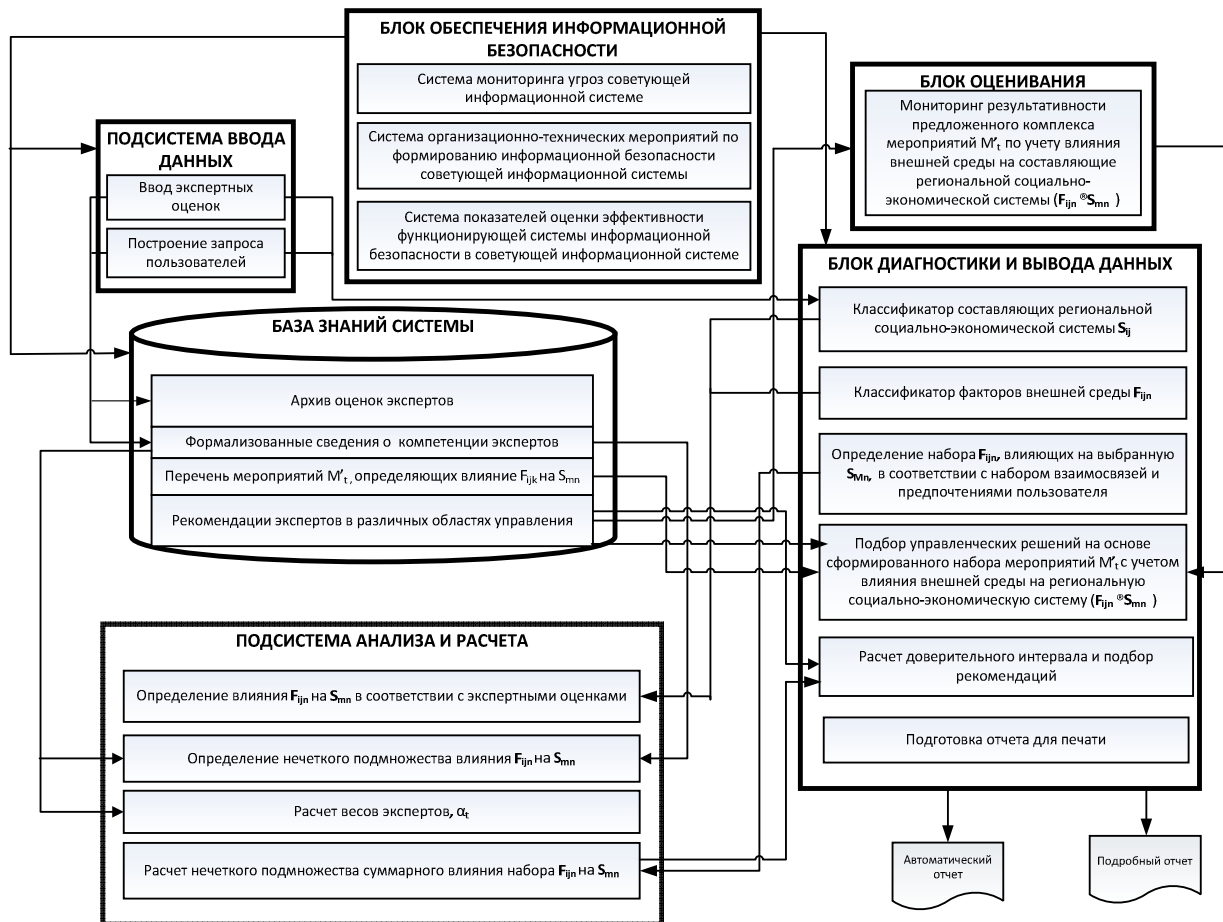 БЛОК ОБЕСПЕЧЕНИЯ ИНФОРМАЦИОННОЙ
БЕЗОПАСНОСТИ
Система мониторинга угроз советующей
информационной системе
Система организационно-технических мероприятий по
формированию информационной безопасности
советующей информационной системы
Система показателей оценки эффективности
функционирующей системы информационной
безопасности в советующей информационной системе
БЛОК ОЦЕНИВАНИЯ
Мониторинг результативности
предложенного комплекса
мероприятий M't по учету влияния
внешней среды на составляющие
региональной социально-
экономической системы (Fijn ®Smn )
ПОДСИСТЕМА ВВОДА
ДАННЫХ
Ввод экспертных
оценок
Построение запроса
пользователей
БАЗА ЗНАНИЙ СИСТЕМЫ
Архив оценок экспертов
Формализованные сведения о компетенции экспертов
Перечень мероприятий M't, определяющих влияние Fijk на Smn
Рекомендации экспертов в различных областях управления
БЛОК ДИАГНОСТИКИ И ВЫВОДА ДАННЫХ
Классификатор составляющих региональной
социально-экономической системы Sij
Классификатор факторов внешней среды Fijn
Определение набора Fijn, влияющих на выбранную
SMn, в соответствии с набором взаимосвязей и
предпочтениями пользователя
Подбор управленческих решений на основе
сформированного набора мероприятий M't с учетом
влияния внешней среды на региональную
социально-экономическую систему (Fijn ®Smn )
Расчет доверительного интервала и подбор
рекомендаций
Подготовка отчета для печати
ПОДСИСТЕМА АНАЛИЗА И РАСЧЕТА
Определение влияния Fijn на Smn в соответствии с экспертными оценками
Определение нечеткого подмножества влияния Fijn на Smn
Расчет весов экспертов, αt
Расчет нечеткого подмножества суммарного влияния набора Fijn на Smn
Автоматический
отчет
Подробный отчет